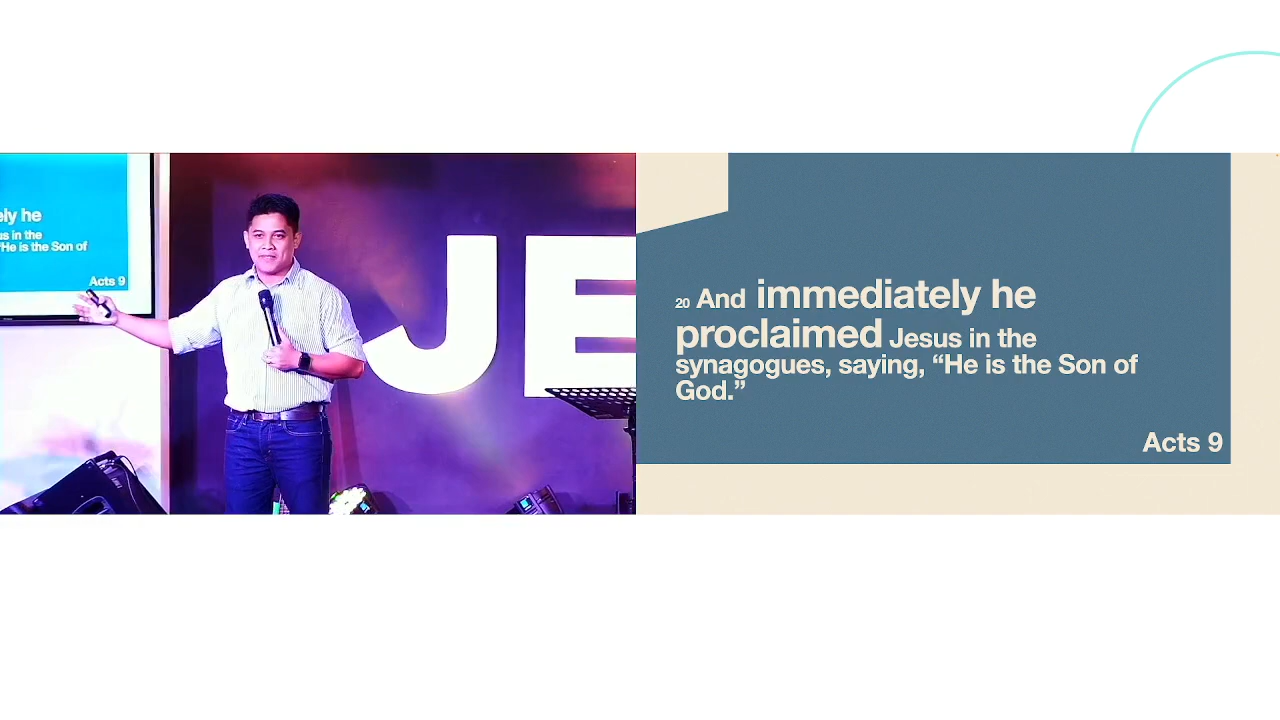 ely he
us in the
"He is the Son of
Acts 9
JE
20 And immediately he
proclaimed Jesus in the
synagogues, saying, “He is the Son of
God.”
Acts 9